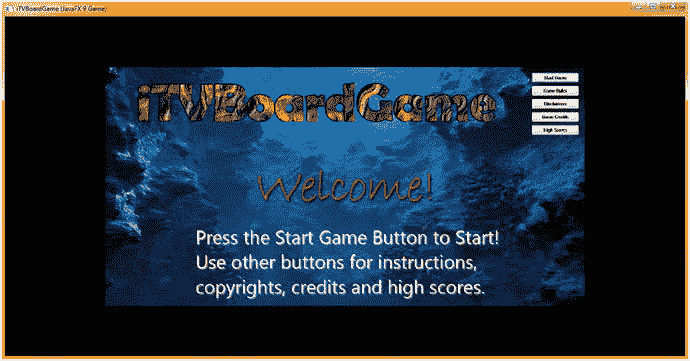 iTVBoardGame (JavaFX 9 Game)
iTVBoardGame
Start Game
Game Rules
Disclaimers
Game Credits
High Scores
Welcome!
Press the Start Game Button to Start!
Use other buttons for instructions,
copyrights, credits and high scores.